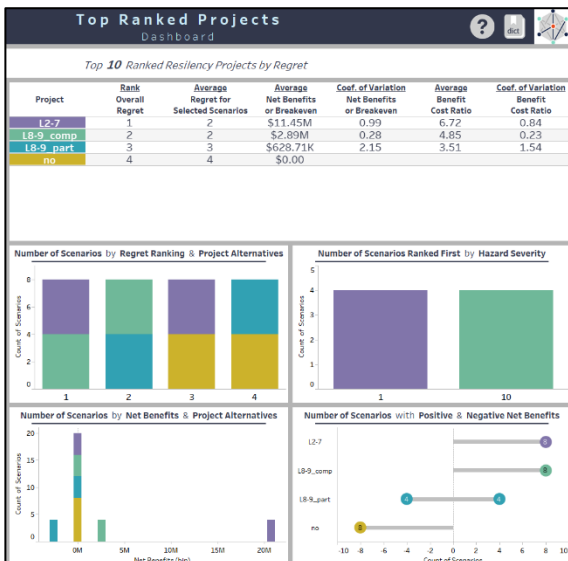 Top Ranked Projects
Dashboard
?
dict
Top 10 Ranked Resilency Projects by Regret
Project
Rank
Overall
Regret
Average
Regret for
Selected Scenarios
Average
Net Benefits
or Breakeven
Coef. of Variation
Net Benefits
or Breakeven
Average
Benefit
Cost Ratio
Coef. of Variation
Benefit
Cost Ratio
L2-7 1 2 $11.45M 0.99 6.72 0.84
L8-9_comp 2 2 $2.89M 0.28 4.85 0.23
L8-9_part 3 3 $628.71K 2.15 3.51 1.54
no 4 4 $0.00
Number of Scenarios by Regret Ranking & Project Alternatives
Count of Scenarios
8
6
4
2
0
1 2 3 4
Number of Scenarios Ranked First by Hazard Severity
Count of Scenarios
5
4
3
2
1
0
1 10
Number of Scenarios by Net Benefits & Project Alternatives
Count of Scenarios
20
15
10
5
0
0M 5M 10M 15M 20M
Net Benefits (bin)
Number of Scenarios with Positive & Negative Net Benefits
L2-7 8
L8-9_comp 8
L8-9_part 4 4
no 8
-10 -8 -4 0 4 8 10
Count of Scenarios